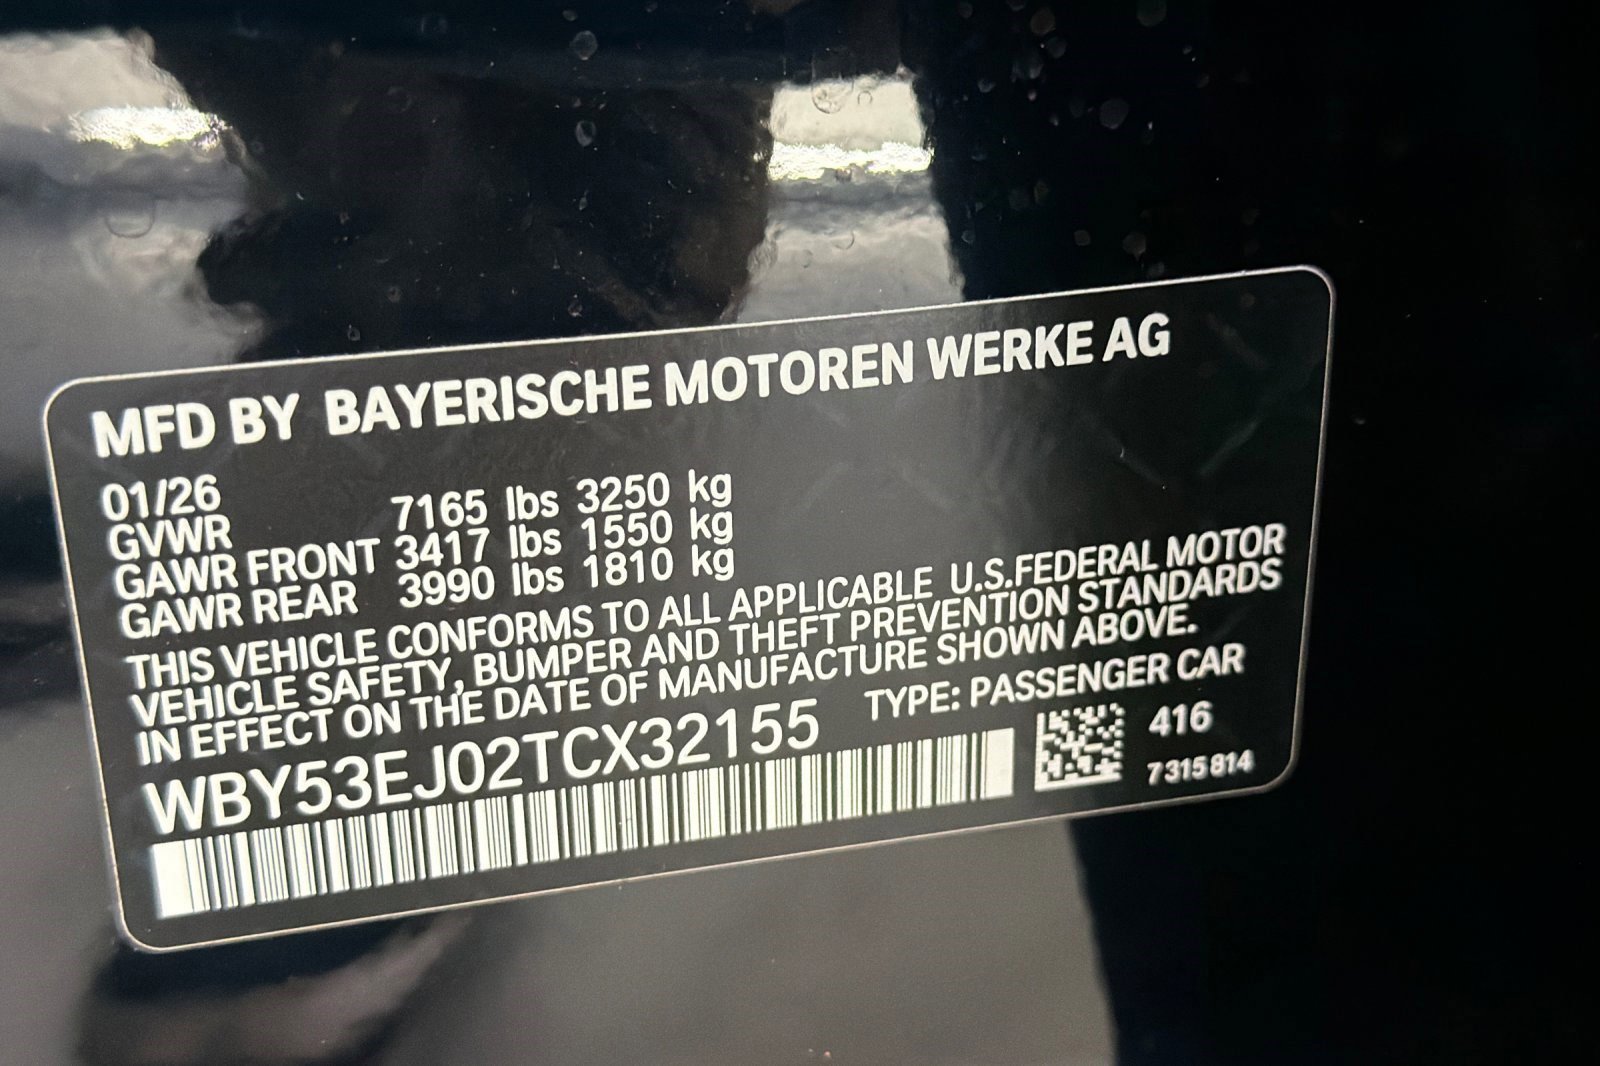 MFD BY BAYERISCHE MOTOREN WERKE AG
01/26
GVWR 7165 lbs 3250 kg
GAWR FRONT 3417 lbs 1550 kg
GAWR REAR 3990 lbs 1810 kg
THIS VEHICLE CONFORMS TO ALL APPLICABLE U.S.FEDERAL MOTOR
VEHICLE SAFETY, BUMPER AND THEFT PREVENTION STANDARDS
IN EFFECT ON THE DATE OF MANUFACTURE SHOWN ABOVE.
WBY53EJ02TCX32155 TYPE: PASSENGER CAR
416
7315814